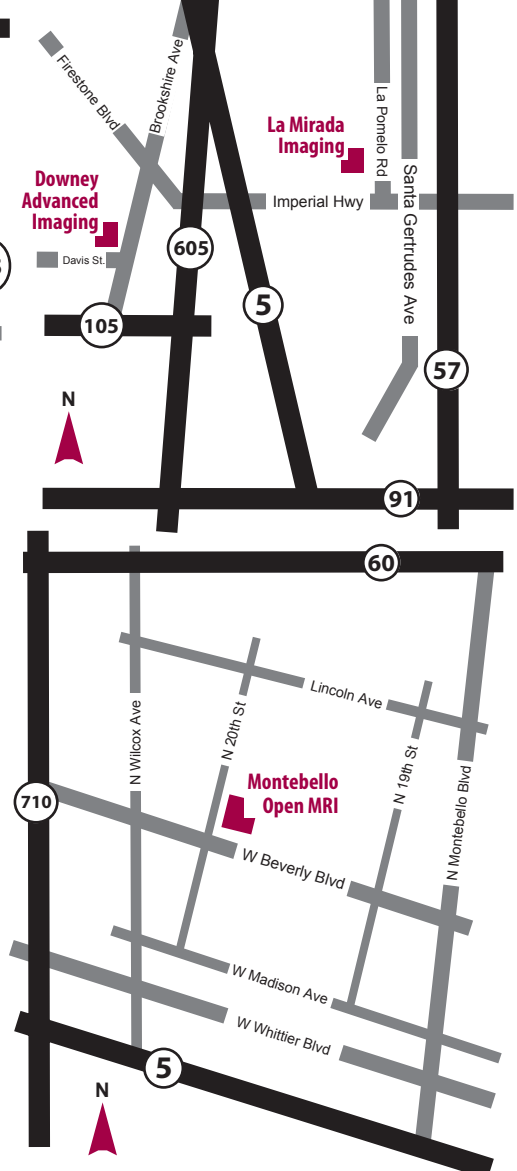 Firestone Blvd
Brookshire Ave
La Pomelo Rd
La Mirada
Imaging
Santa Gertrudes Ave
Downey
Advanced
Imaging
Imperial Hwy
605
Davis St.
5
105
57
N
91
60
Lincoln Ave
N Wilcox Ave
N 20th St
N 19th St
N Montebello Blvd
Montebello
Open MRI
710
W Beverly Blvd
W Madison Ave
W Whittier Blvd
5
N